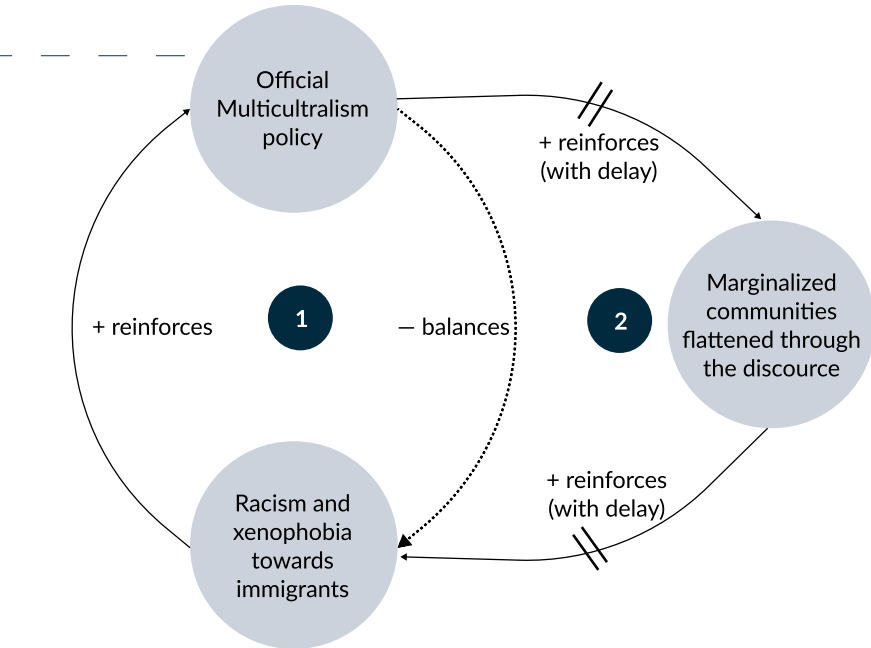 Official
Multicultralism
policy
+ reinforces
(with delay)
Marginalized
communities
flattened through
the discource
1
2
+ reinforces
− balances
+ reinforces
(with delay)
Racism and
xenophobia
towards
immigrants